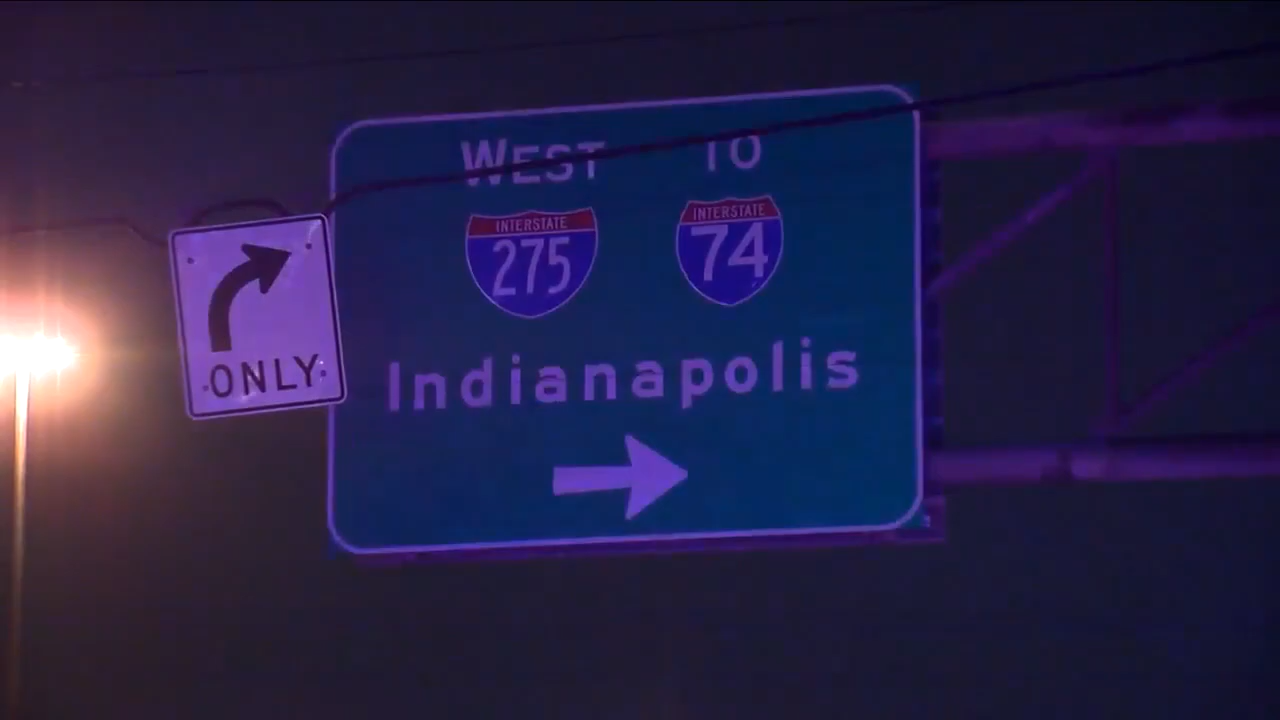 WEST TO
INTERSTATE INTERSTATE
275 74
Indianapolis
ONLY